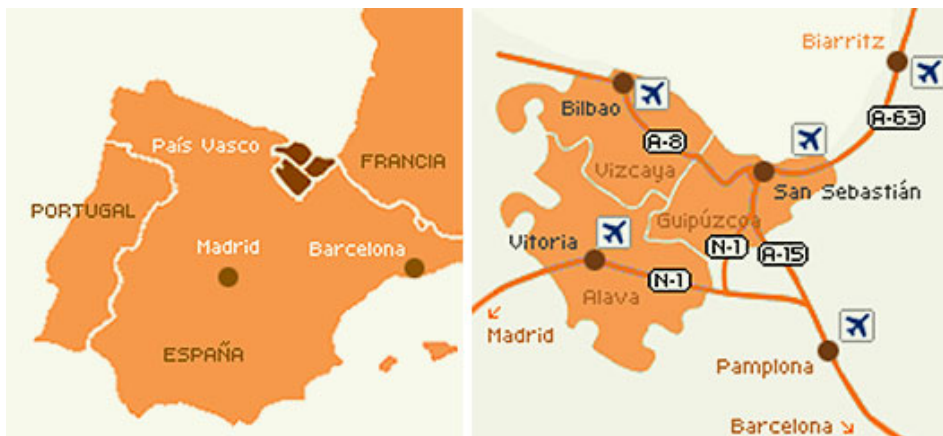 País Vasco
FRANCIA
PORTUGAL
Madrid
Barcelona
ESPAÑA
Biarritz
Bilbao
A-63
A-8
Vizcaya
San Sebastián
Guipúzcoa
Vitoria
N-1
A-15
N-1
Alava
Madrid
Pamplona
Barcelona